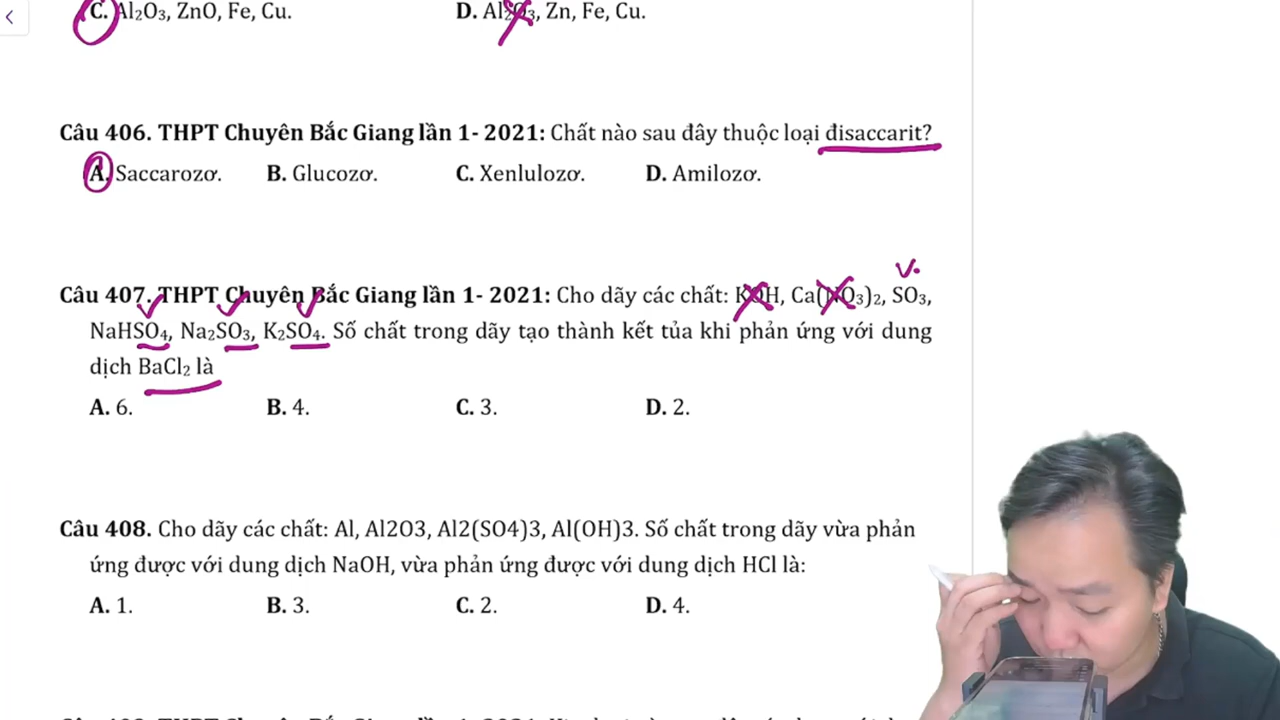 C. Al₂O₃, ZnO, Fe, Cu. D. Al₂O₃, Zn, Fe, Cu.
Câu 406. THPT Chuyên Bắc Giang lần 1- 2021: Chất nào sau đây thuộc loại disaccarit?
A. Saccarozơ. B. Glucozơ. C. Xenlulozơ. D. Amilozơ.
Câu 407. THPT Chuyên Bắc Giang lần 1- 2021: Cho dãy các chất: KOH, Ca(NO₃)₂, SO₃,
NaHSO₄, Na₂SO₃, K₂SO₄. Số chất trong dãy tạo thành kết tủa khi phản ứng với dung
dịch BaCl₂ là
A. 6. B. 4. C. 3. D. 2.
Câu 408. Cho dãy các chất: Al, Al2O3, Al2(SO4)3, Al(OH)3. Số chất trong dãy vừa phản
ứng được với dung dịch NaOH, vừa phản ứng được với dung dịch HCl là:
A. 1. B. 3. C. 2. D. 4.